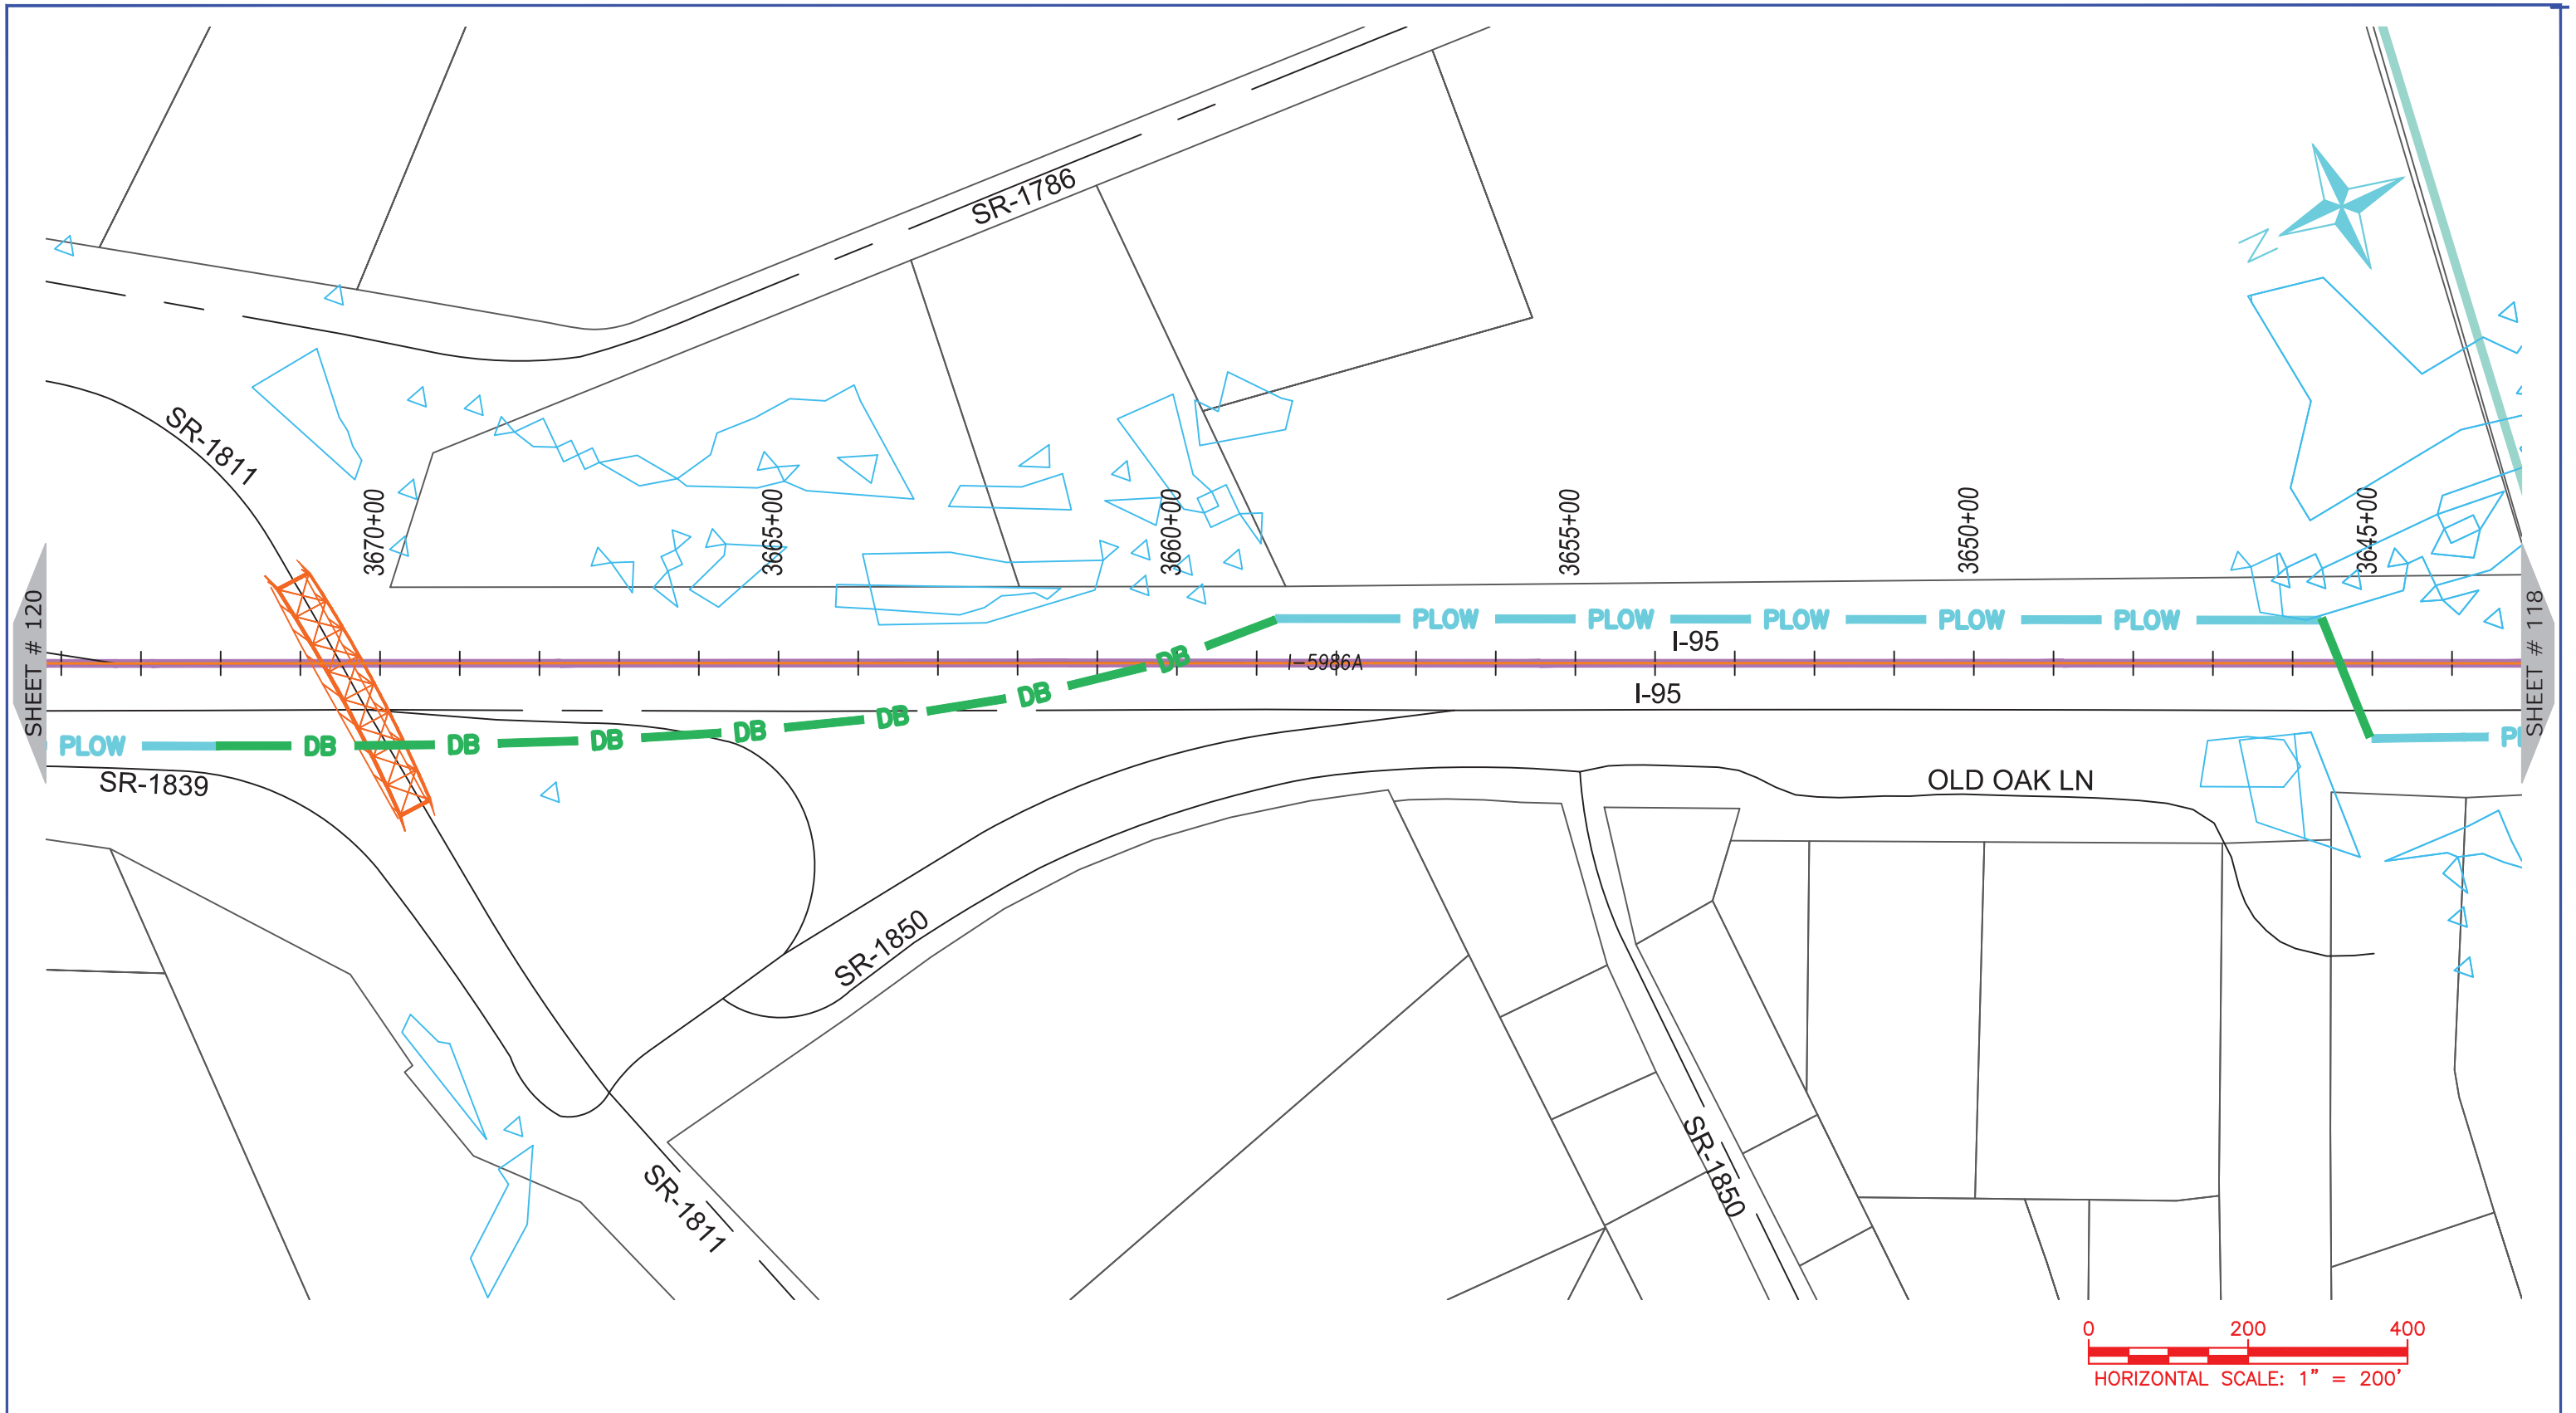 SR-1786
SR-1811
N
3670+00
3665+00
3660+00
3655+00
3650+00
3645+00
SHEET # 120
SHEET # 118
PLOW PLOW PLOW PLOW PLOW
I-95
I-5986A
DB
DB
I-95
DB
DB
PLOW DB DB DB
PL
SR-1839
OLD OAK LN
SR-1850
SR-1850
SR-1811
0 200 400
HORIZONTAL SCALE: 1" = 200'